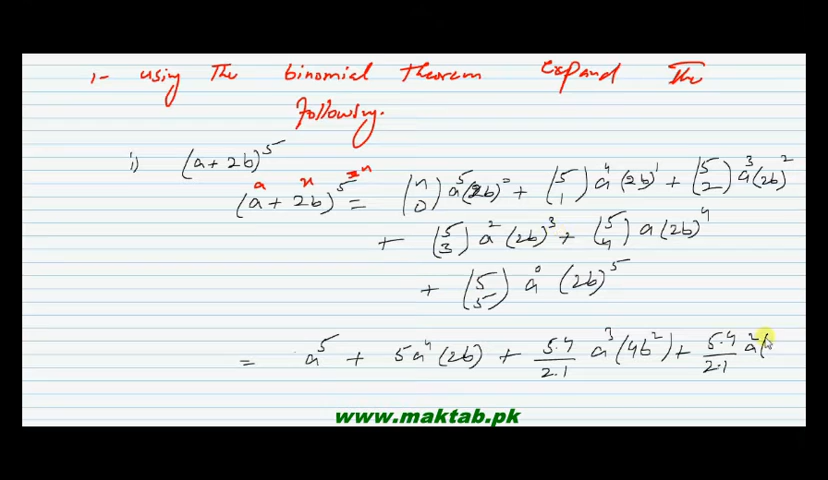 1- using The binomial Theorem Expand The
Following.
i) (a + 2b)^5
a x n
(a + 2b)^5 = (n 0) a^5 (2b)^0 + (5 1) a^4 (2b)^1 + (5 2) a^3 (2b)^2
+ (5 3) a^2 (2b)^3 + (5 4) a (2b)^4
+ (5 5) a^0 (2b)^5
= a^5 + 5a^4 (2b) + 5.4/2.1 a^3 (4b^2) + 5.4/2.1 a^2 (
www.maktab.pk